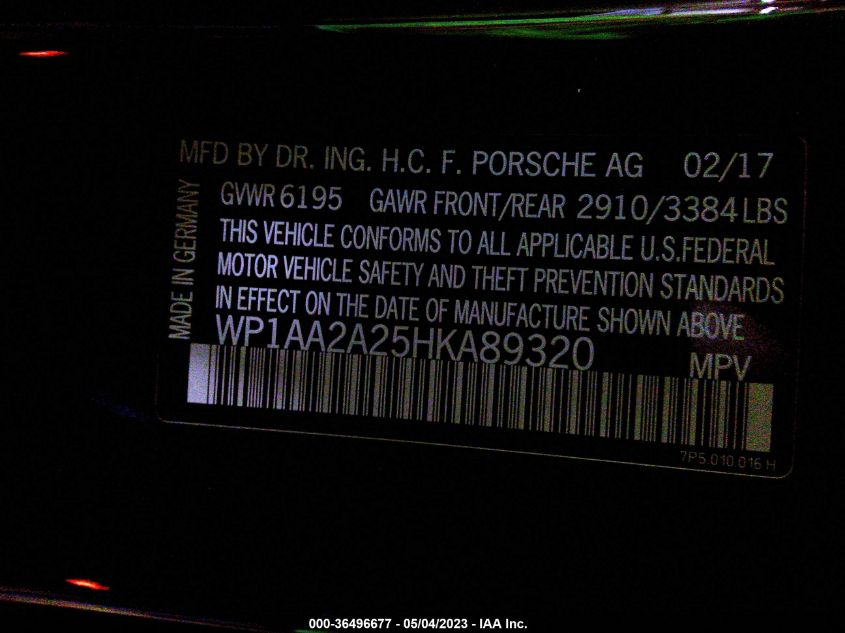 MFD BY DR. ING. H.C. F. PORSCHE AG 02/17
GVWR 6195 GAWR FRONT/REAR 2910/3384 LBS
THIS VEHICLE CONFORMS TO ALL APPLICABLE U.S.FEDERAL
MOTOR VEHICLE SAFETY AND THEFT PREVENTION STANDARDS
IN EFFECT ON THE DATE OF MANUFACTURE SHOWN ABOVE
WP1AA2A25HKA89320 MPV
MADE IN GERMANY
7P5.010.016 H
000-36496677 - 05/04/2023 - IAA Inc.